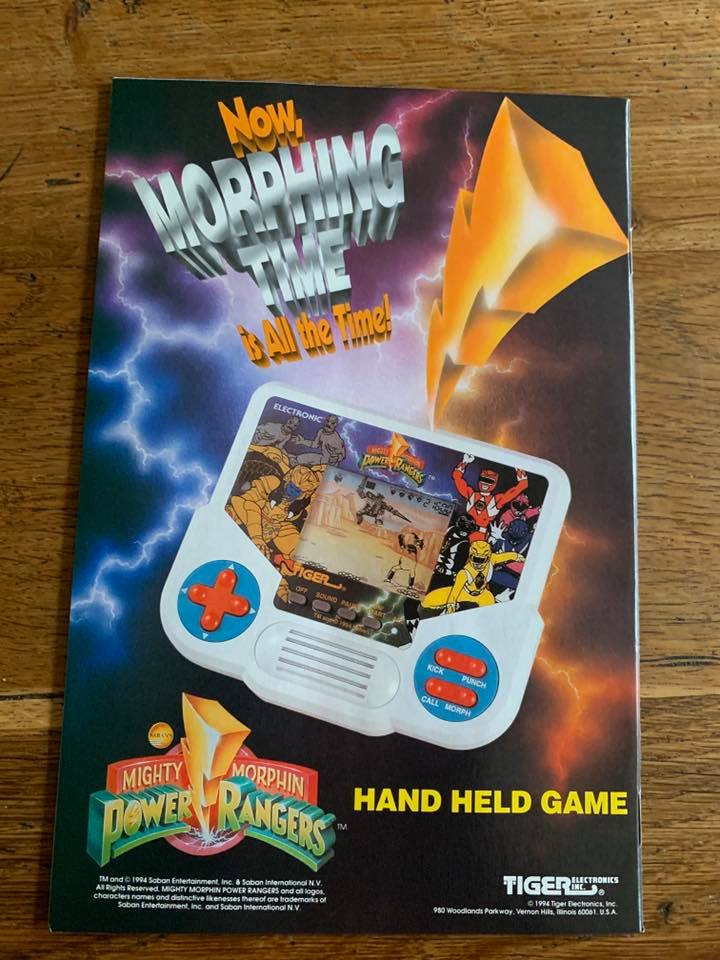 Now,
MORPHING
TIME
is All the Time!
ELECTRONIC
MIGHTY MORPHIN
POWER RANGERS TM
TIGER
OFF SOUND
KICK PUNCH
CALL MORPH
SABAN
MIGHTY MORPHIN
POWER RANGERS TM
HAND HELD GAME
TM and © 1994 Saban Entertainment, Inc. & Saban International N.V.
All Rights Reserved. MIGHTY MORPHIN POWER RANGERS and all logos,
characters names and distinctive likenesses thereof are trademarks of
Saban Entertainment, Inc. and Saban International N.V.
TIGER ELECTRONICS INC. ®
© 1994 Tiger Electronics, Inc.
980 Woodlands Parkway, Vernon Hills, Illinois 60061. U.S.A.